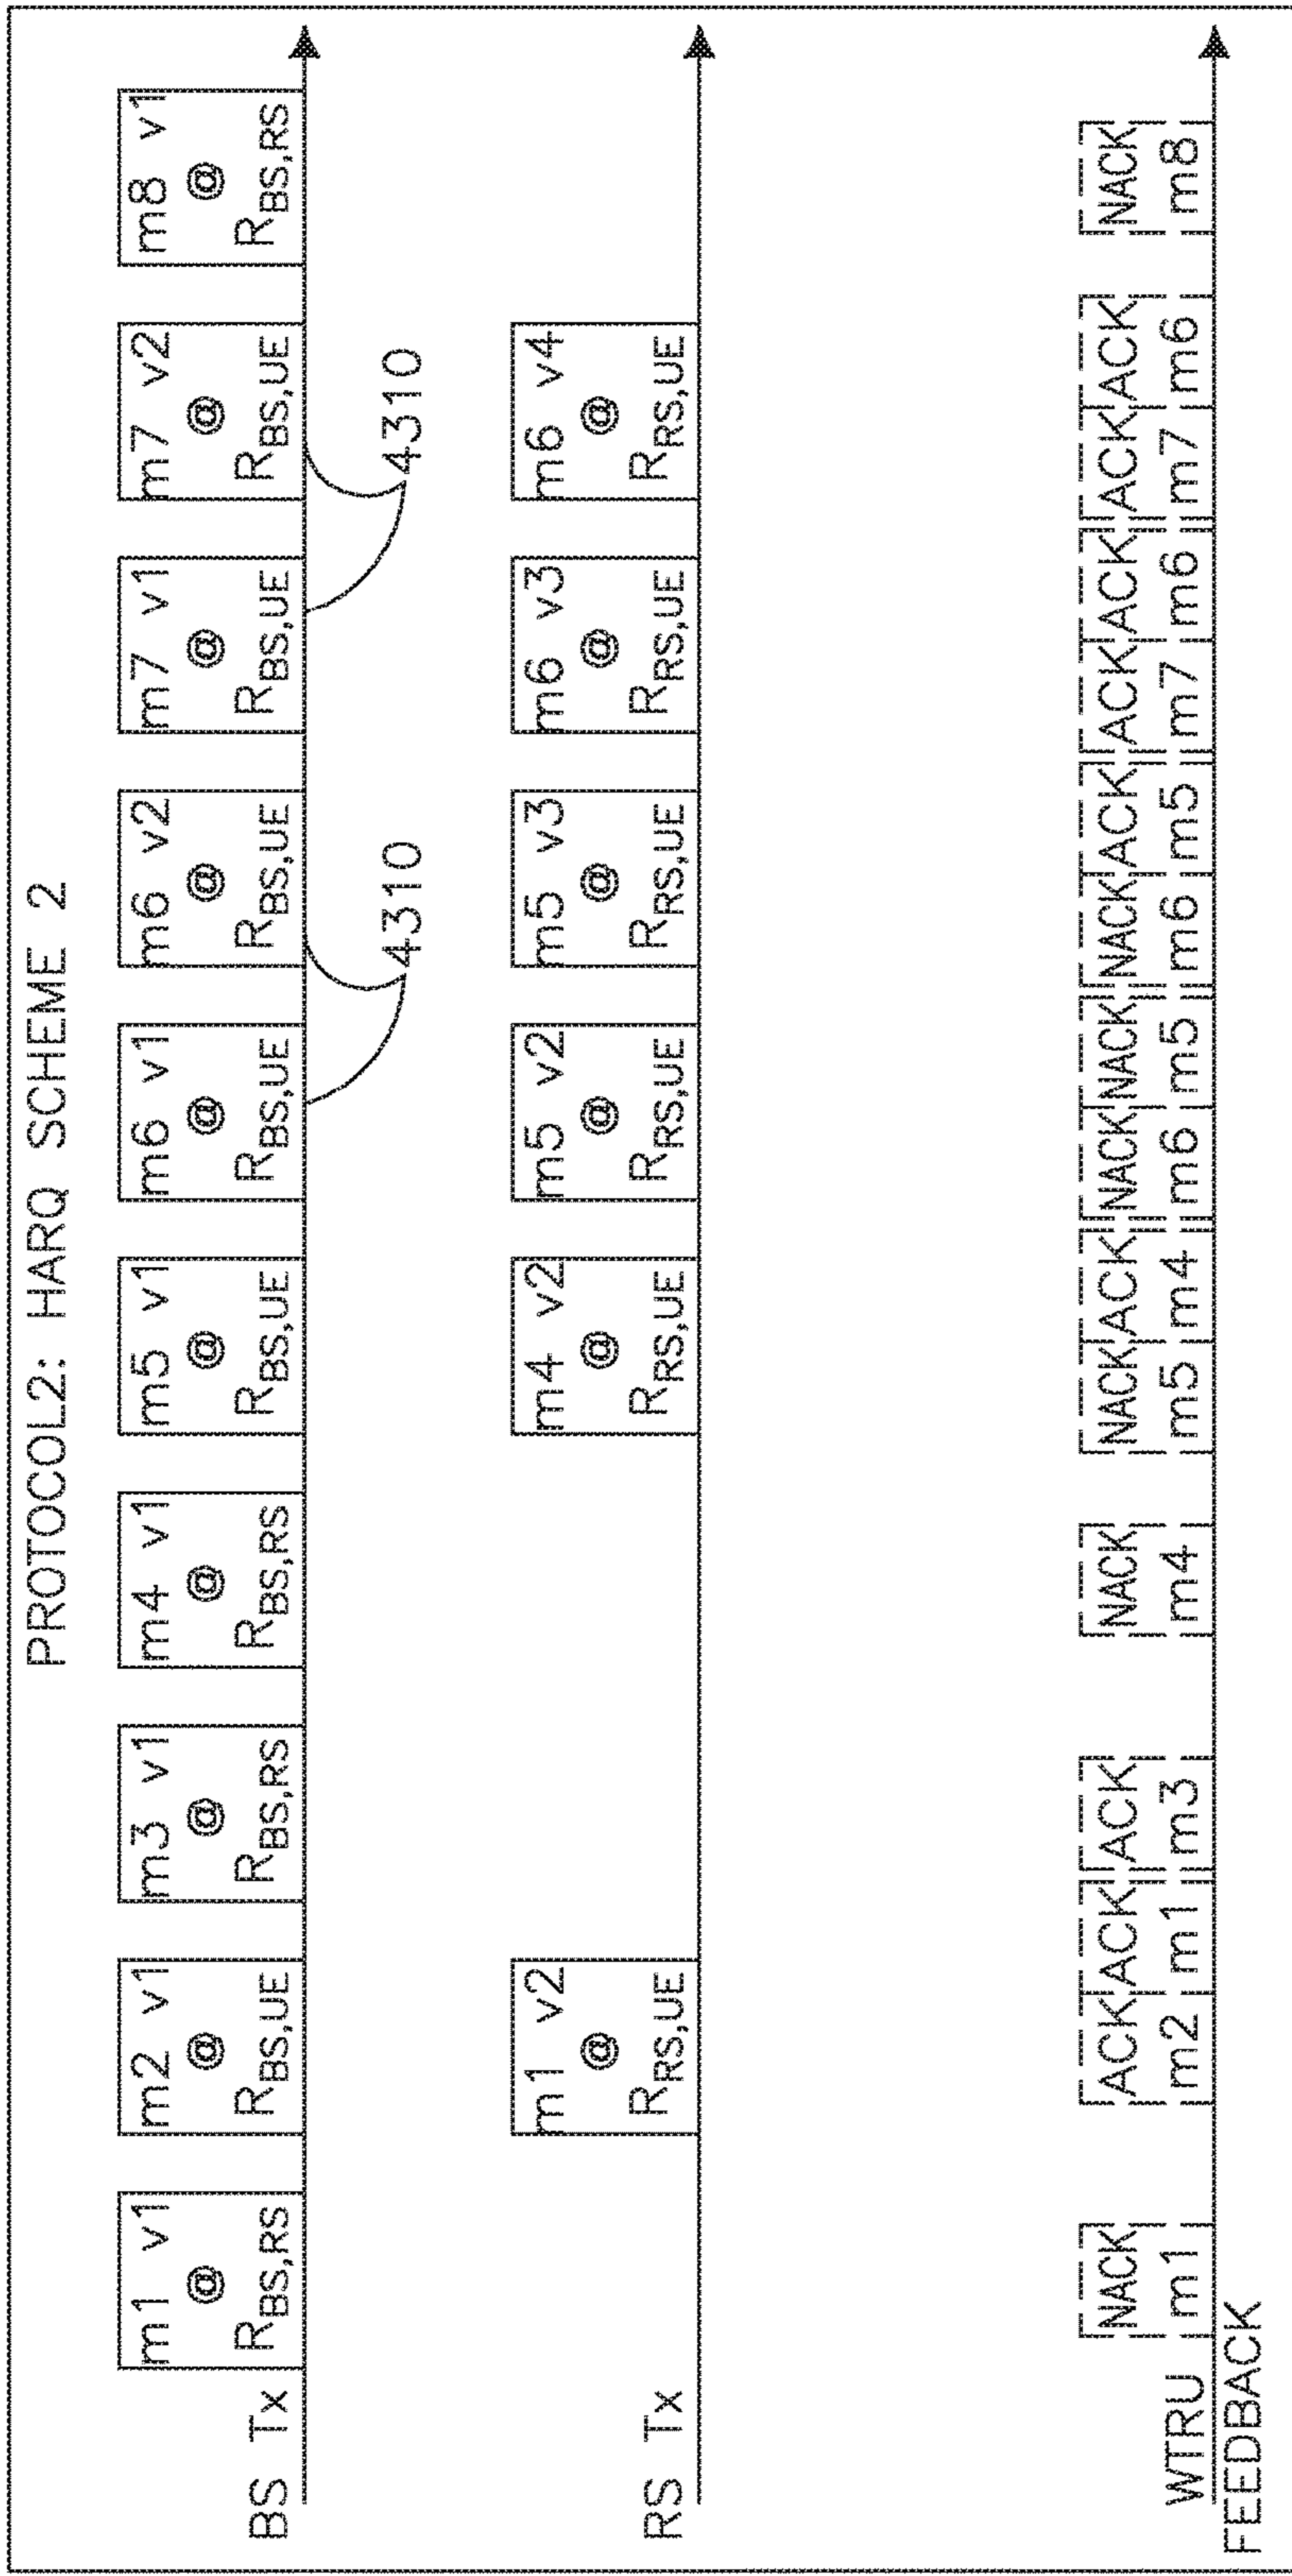 PROTOCOL2: HARQ SCHEME 2
BS Tx
m1 v1
@
RBS,RS
m2 v1
@
RBS,UE
m3 v1
@
RBS,RS
m4 v1
@
RBS,RS
m5 v1
@
RBS,UE
m6 v1
@
RBS,UE
m6 v2
@
RBS,UE
m7 v1
@
RBS,UE
m7 v2
@
RBS,UE
m8 v1
@
RBS,RS
4310
4310
RS Tx
m1 v2
@
RRS,UE
m4 v2
@
RRS,UE
m5 v2
@
RRS,UE
m5 v3
@
RRS,UE
m6 v3
@
RRS,UE
m6 v4
@
RRS,UE
WTRU
FEEDBACK
NACK
m1
ACK ACK
m2 m1
ACK
m3
NACK
m4
NACK ACK
m5 m4
NACK NACK
m6 m5
NACK ACK
m6 m5
ACK ACK
m7 m6
ACK ACK
m7 m6
NACK
m8